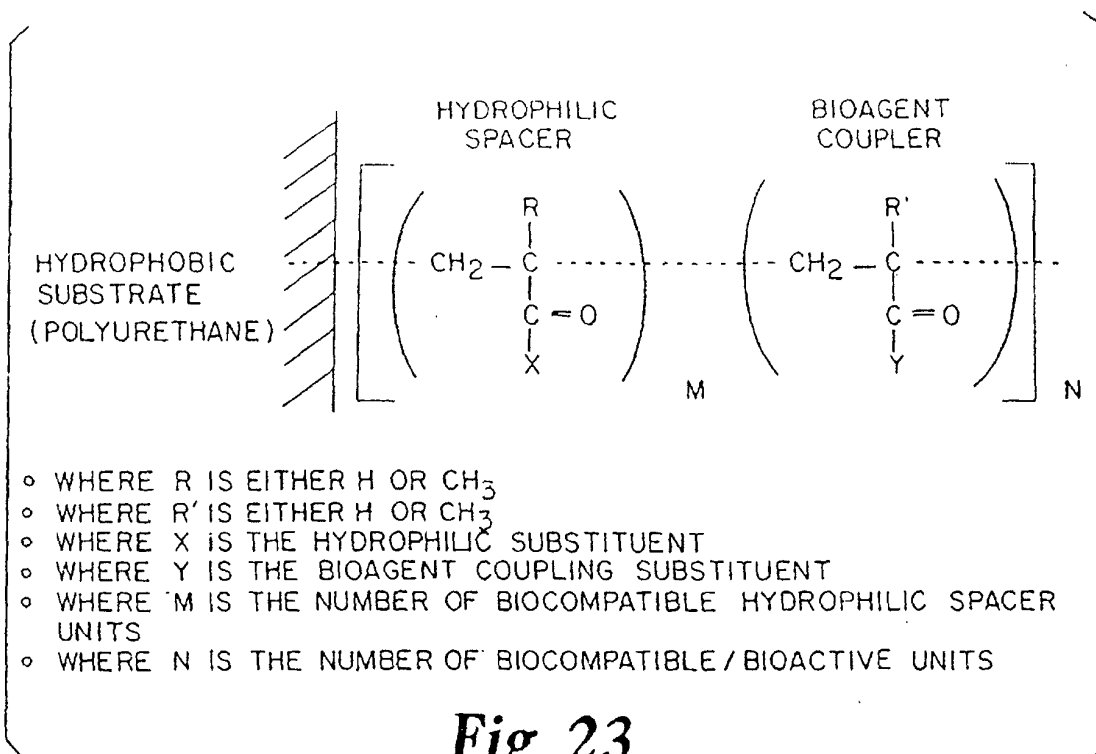 HYDROPHILIC
SPACER
BIOAGENT
COUPLER
HYDROPHOBIC
SUBSTRATE
(POLYURETHANE)
R
CH₂ – C
C = O
X
M
R'
CH₂ – C
C = O
Y
N
○ WHERE R IS EITHER H OR CH₃
○ WHERE R' IS EITHER H OR CH₃
○ WHERE X IS THE HYDROPHILIC SUBSTITUENT
○ WHERE Y IS THE BIOAGENT COUPLING SUBSTITUENT
○ WHERE M IS THE NUMBER OF BIOCOMPATIBLE HYDROPHILIC SPACER
UNITS
○ WHERE N IS THE NUMBER OF BIOCOMPATIBLE/BIOACTIVE UNITS
Fig. 23